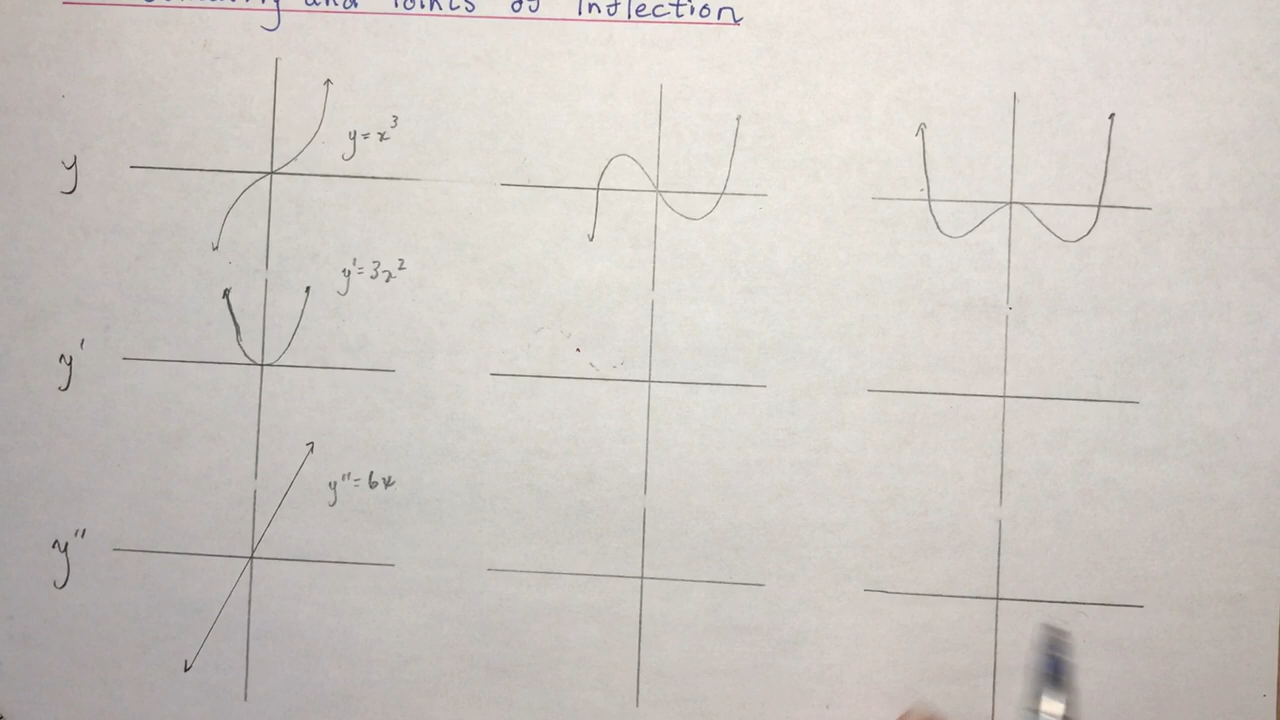 and Points of Inflection
y
y = x³
y' = 3x²
y'
y'' = 6x
y''